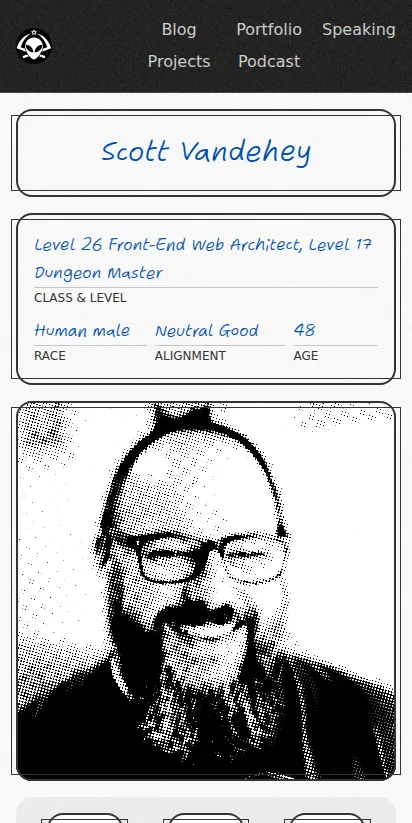 Blog Portfolio Speaking
Projects Podcast
Scott Vandehey
Level 26 Front-End Web Architect, Level 17
Dungeon Master
CLASS & LEVEL
Human male Neutral Good 48
RACE ALIGNMENT AGE